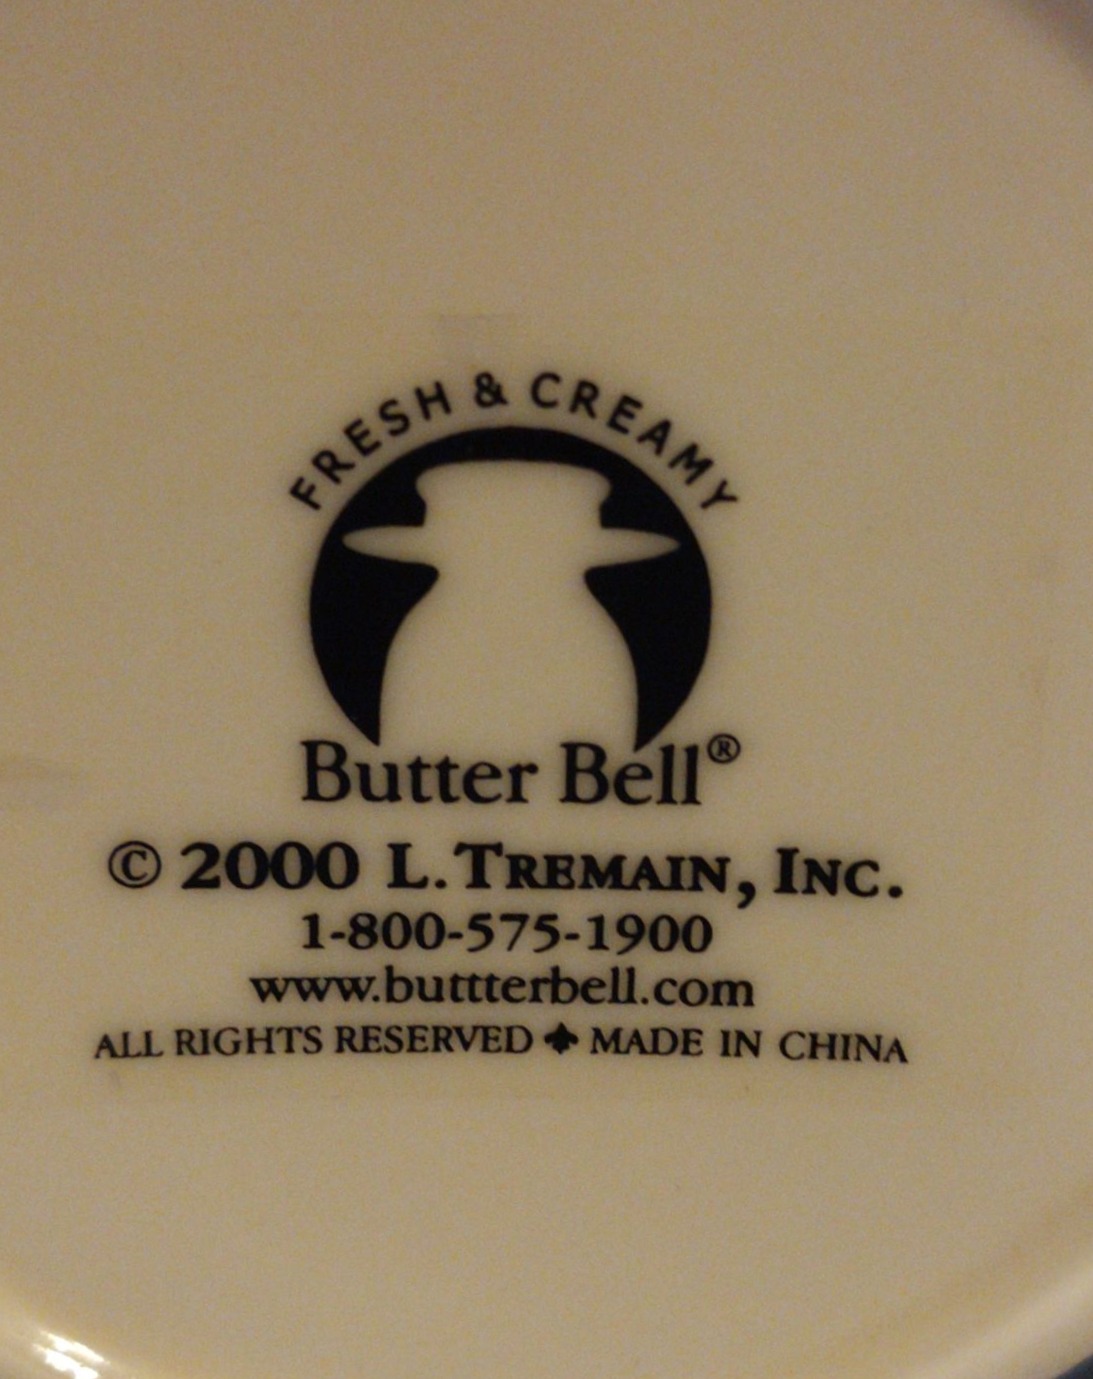 FRESH & CREAMY
Butter Bell®
© 2000 L. TREMAIN, INC.
1-800-575-1900
www.buttterbell.com
ALL RIGHTS RESERVED ♣ MADE IN CHINA